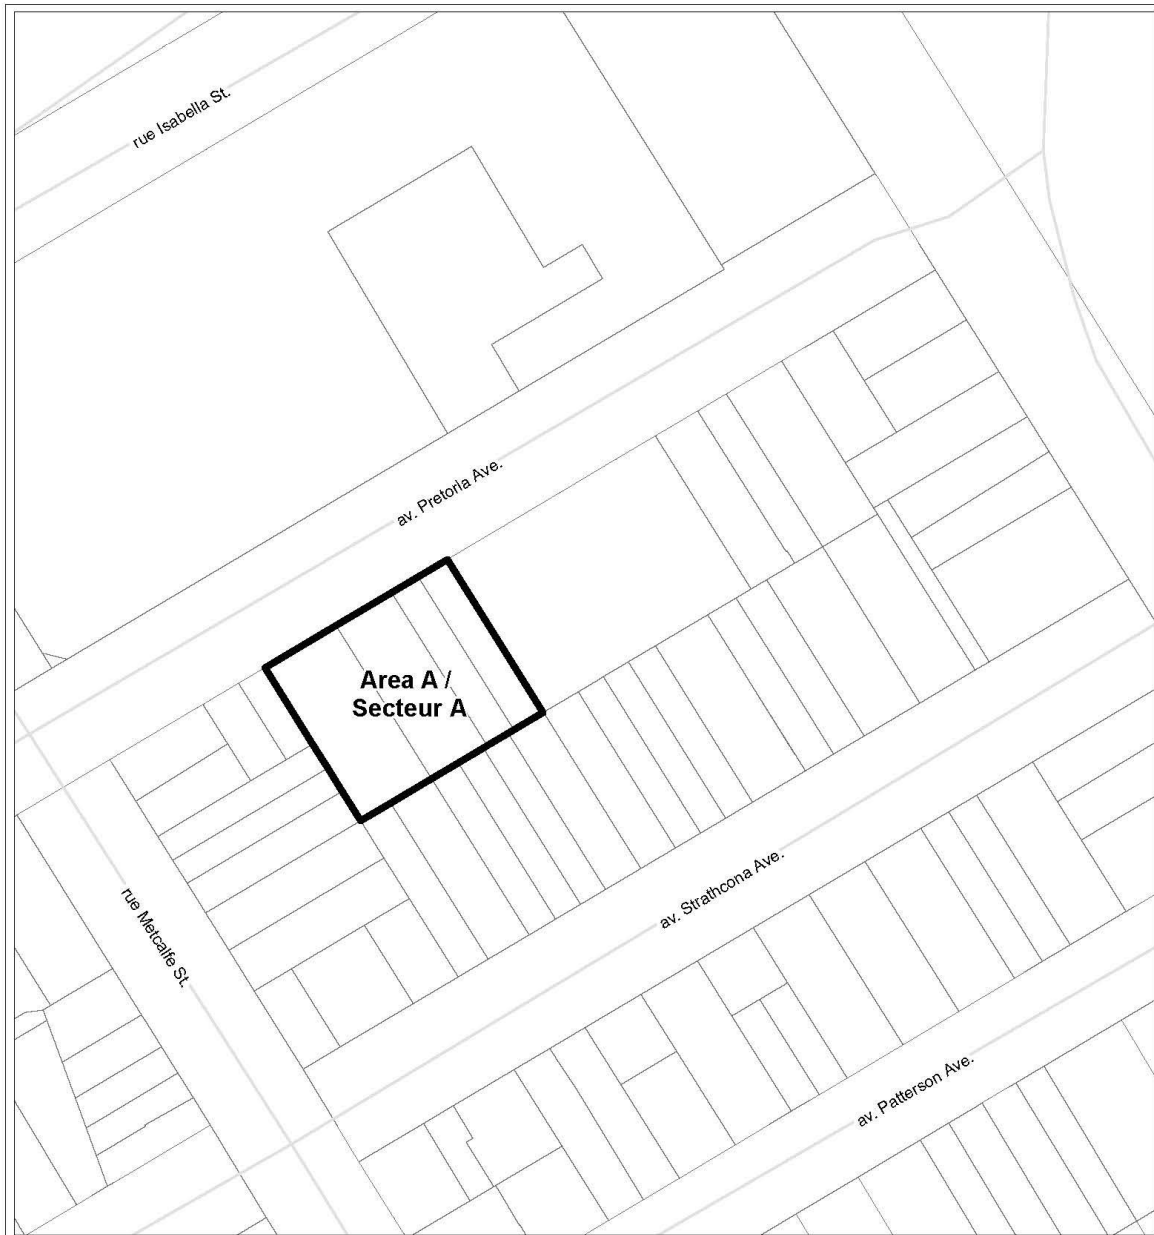 rue Isabella St.
av. Pretoria Ave.
Area A /
Secteur A
av. Strathcona Ave.
rue Metcalfe St.
av. Patterson Ave.